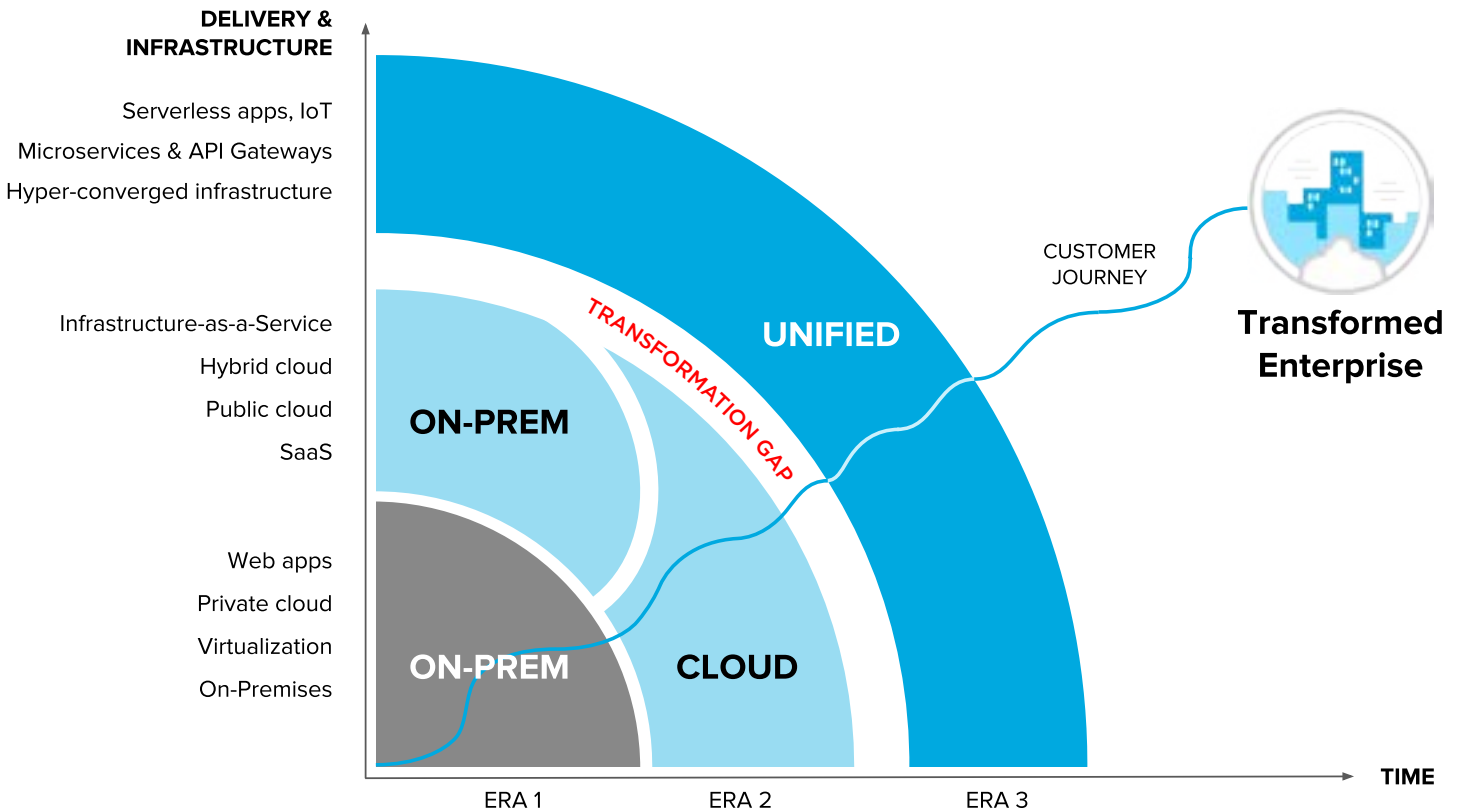 DELIVERY &
INFRASTRUCTURE
Serverless apps, IoT
Microservices & API Gateways
Hyper-converged infrastructure
Infrastructure-as-a-Service
Hybrid cloud
Public cloud
SaaS
Web apps
Private cloud
Virtualization
On-Premises
ON-PREM
ON-PREM
CLOUD
TRANSFORMATION GAP
UNIFIED
CUSTOMER
JOURNEY
Transformed
Enterprise
TIME
ERA 1
ERA 2
ERA 3